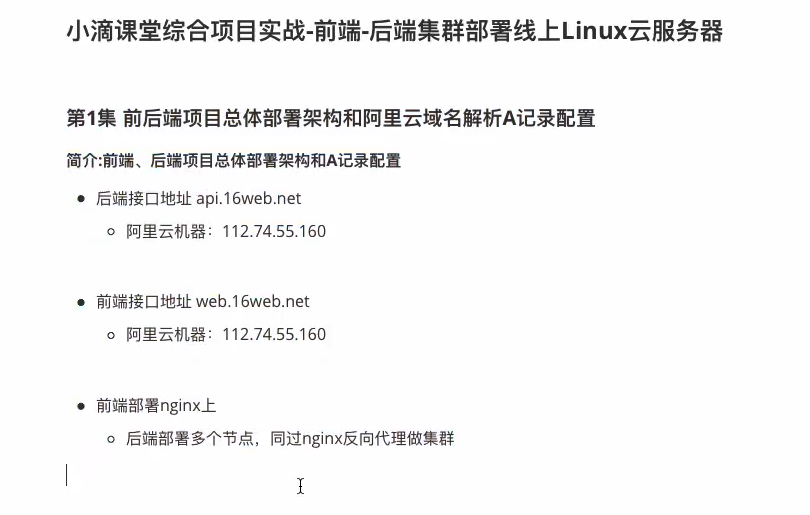 小滴课堂综合项目实战-前端-后端集群部署线上Linux云服务器
第1集 前后端项目总体部署架构和阿里云域名解析A记录配置
简介:前端、后端项目总体部署架构和A记录配置
后端接口地址 api.16web.net
阿里云机器：112.74.55.160
前端接口地址 web.16web.net
阿里云机器：112.74.55.160
前端部署nginx上
后端部署多个节点，同过nginx反向代理做集群